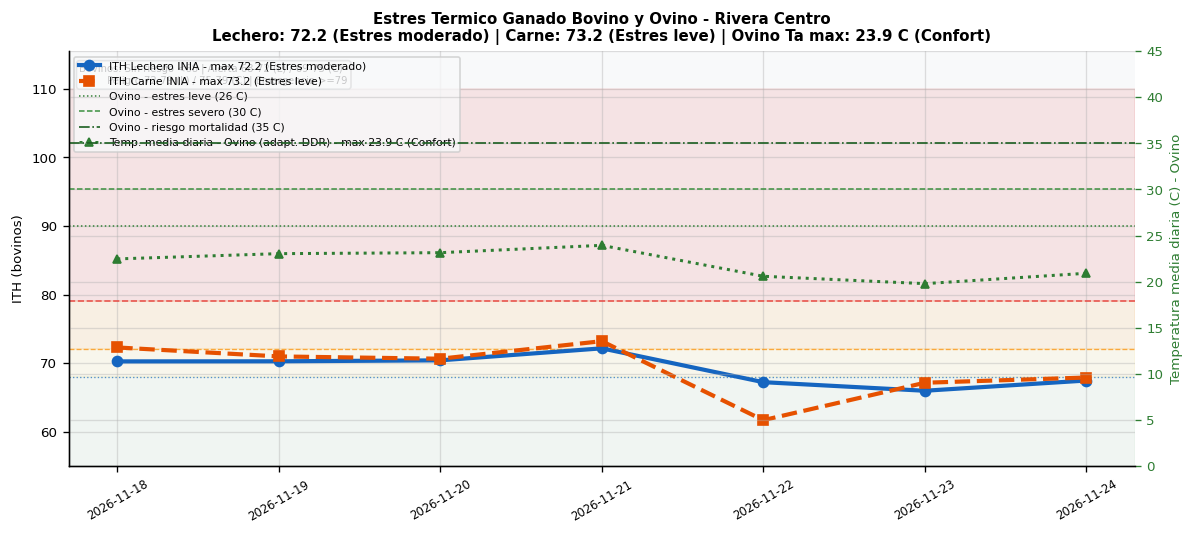 Estres Termico Ganado Bovino y Ovino - Rivera Centro
Lechero: 72.2 (Estres moderado) | Carne: 73.2 (Estres leve) | Ovino Ta max: 23.9 C (Confort)
ITH Lechero INIA - max 72.2 (Estres moderado)
ITH Carne INIA - max 73.2 (Estres leve)
Ovino - estres leve (26 C)
Ovino - estres severo (30 C)
Ovino - riesgo mortalidad (35 C)
Temp. media diaria - Ovino (adapt. DDR) - max 23.9 C (Confort)
>=79
ITH (bovinos)
110
100
90
80
70
60
45
40
35
30
25
20
15
10
5
0
Temperatura media diaria (C) - Ovino
2026-11-18
2026-11-19
2026-11-20
2026-11-21
2026-11-22
2026-11-23
2026-11-24